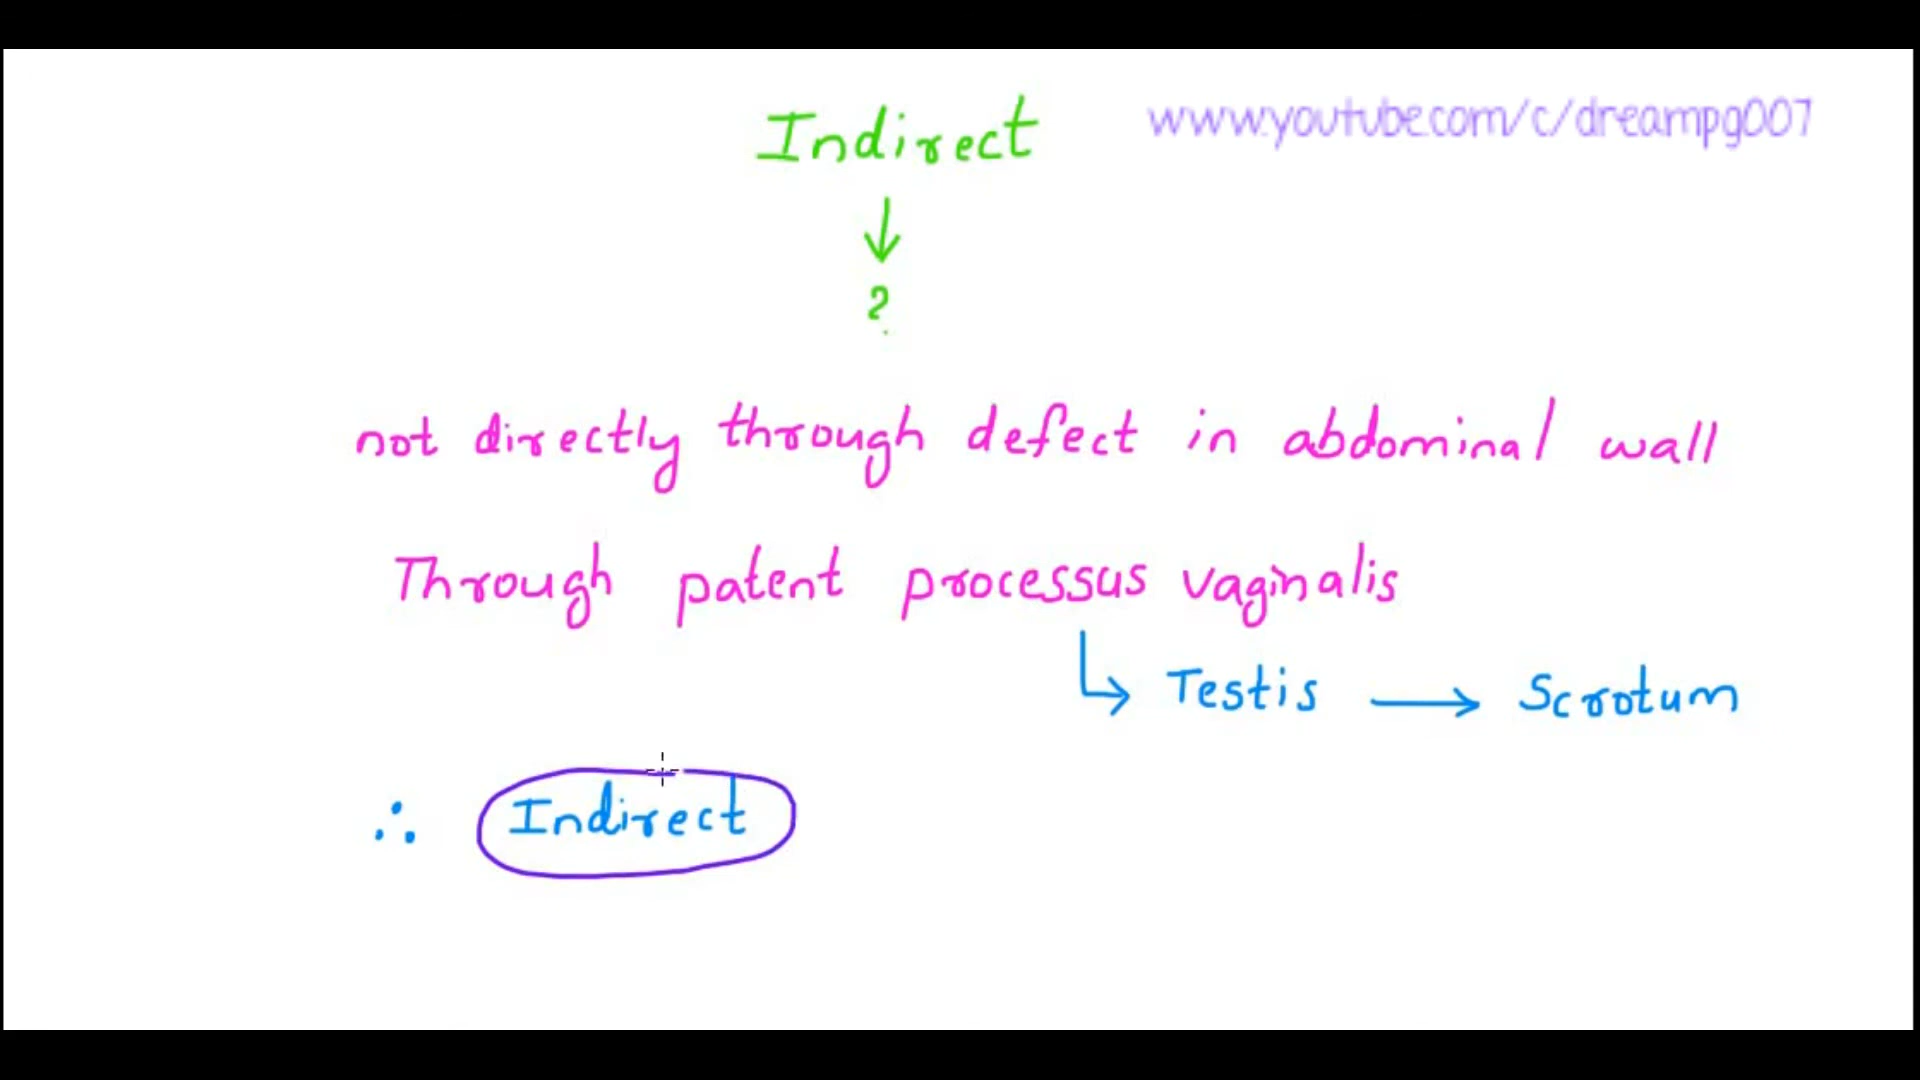 Indirect
www.youtube.com/c/dreampg007
↓
?
not directly through defect in abdominal wall
Through patent processus vaginalis
↳ Testis → Scrotum
∴ Indirect